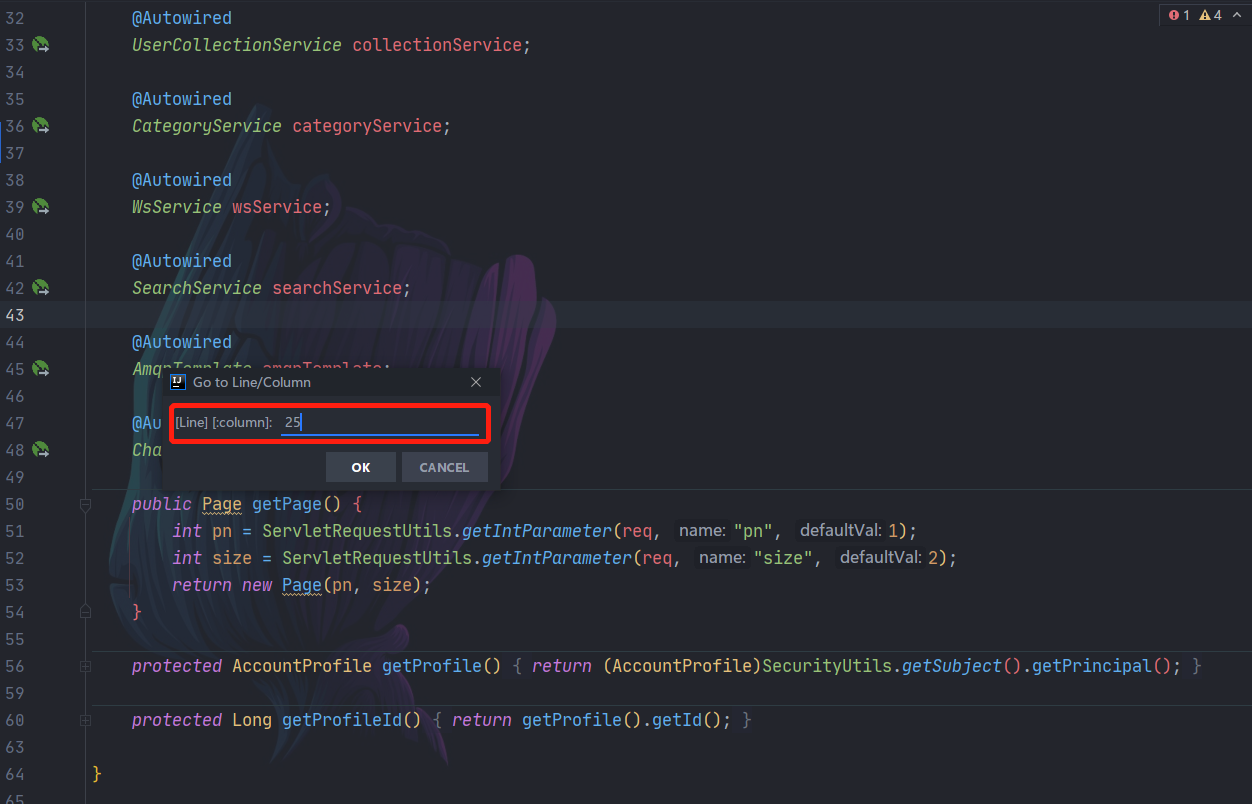 32 @Autowired
1 4
33 UserCollectionService collectionService;
34
35 @Autowired
36 CategoryService categoryService;
37
38 @Autowired
39 WsService wsService;
40
41 @Autowired
42 SearchService searchService;
43
44 @Autowired
45 AmqpTemplate amqpTemplate;
IJ Go to Line/Column
46
[Line] [:column]: 25
47 @Au
48 Cha
OK CANCEL
49
50 public Page getPage() {
51 int pn = ServletRequestUtils.getIntParameter(req, name: "pn", defaultVal: 1);
52 int size = ServletRequestUtils.getIntParameter(req, name: "size", defaultVal: 2);
53 return new Page(pn, size);
54 }
55
56 protected AccountProfile getProfile() { return (AccountProfile)SecurityUtils.getSubject().getPrincipal(); }
59
60 protected Long getProfileId() { return getProfile().getId(); }
63
64 }
65